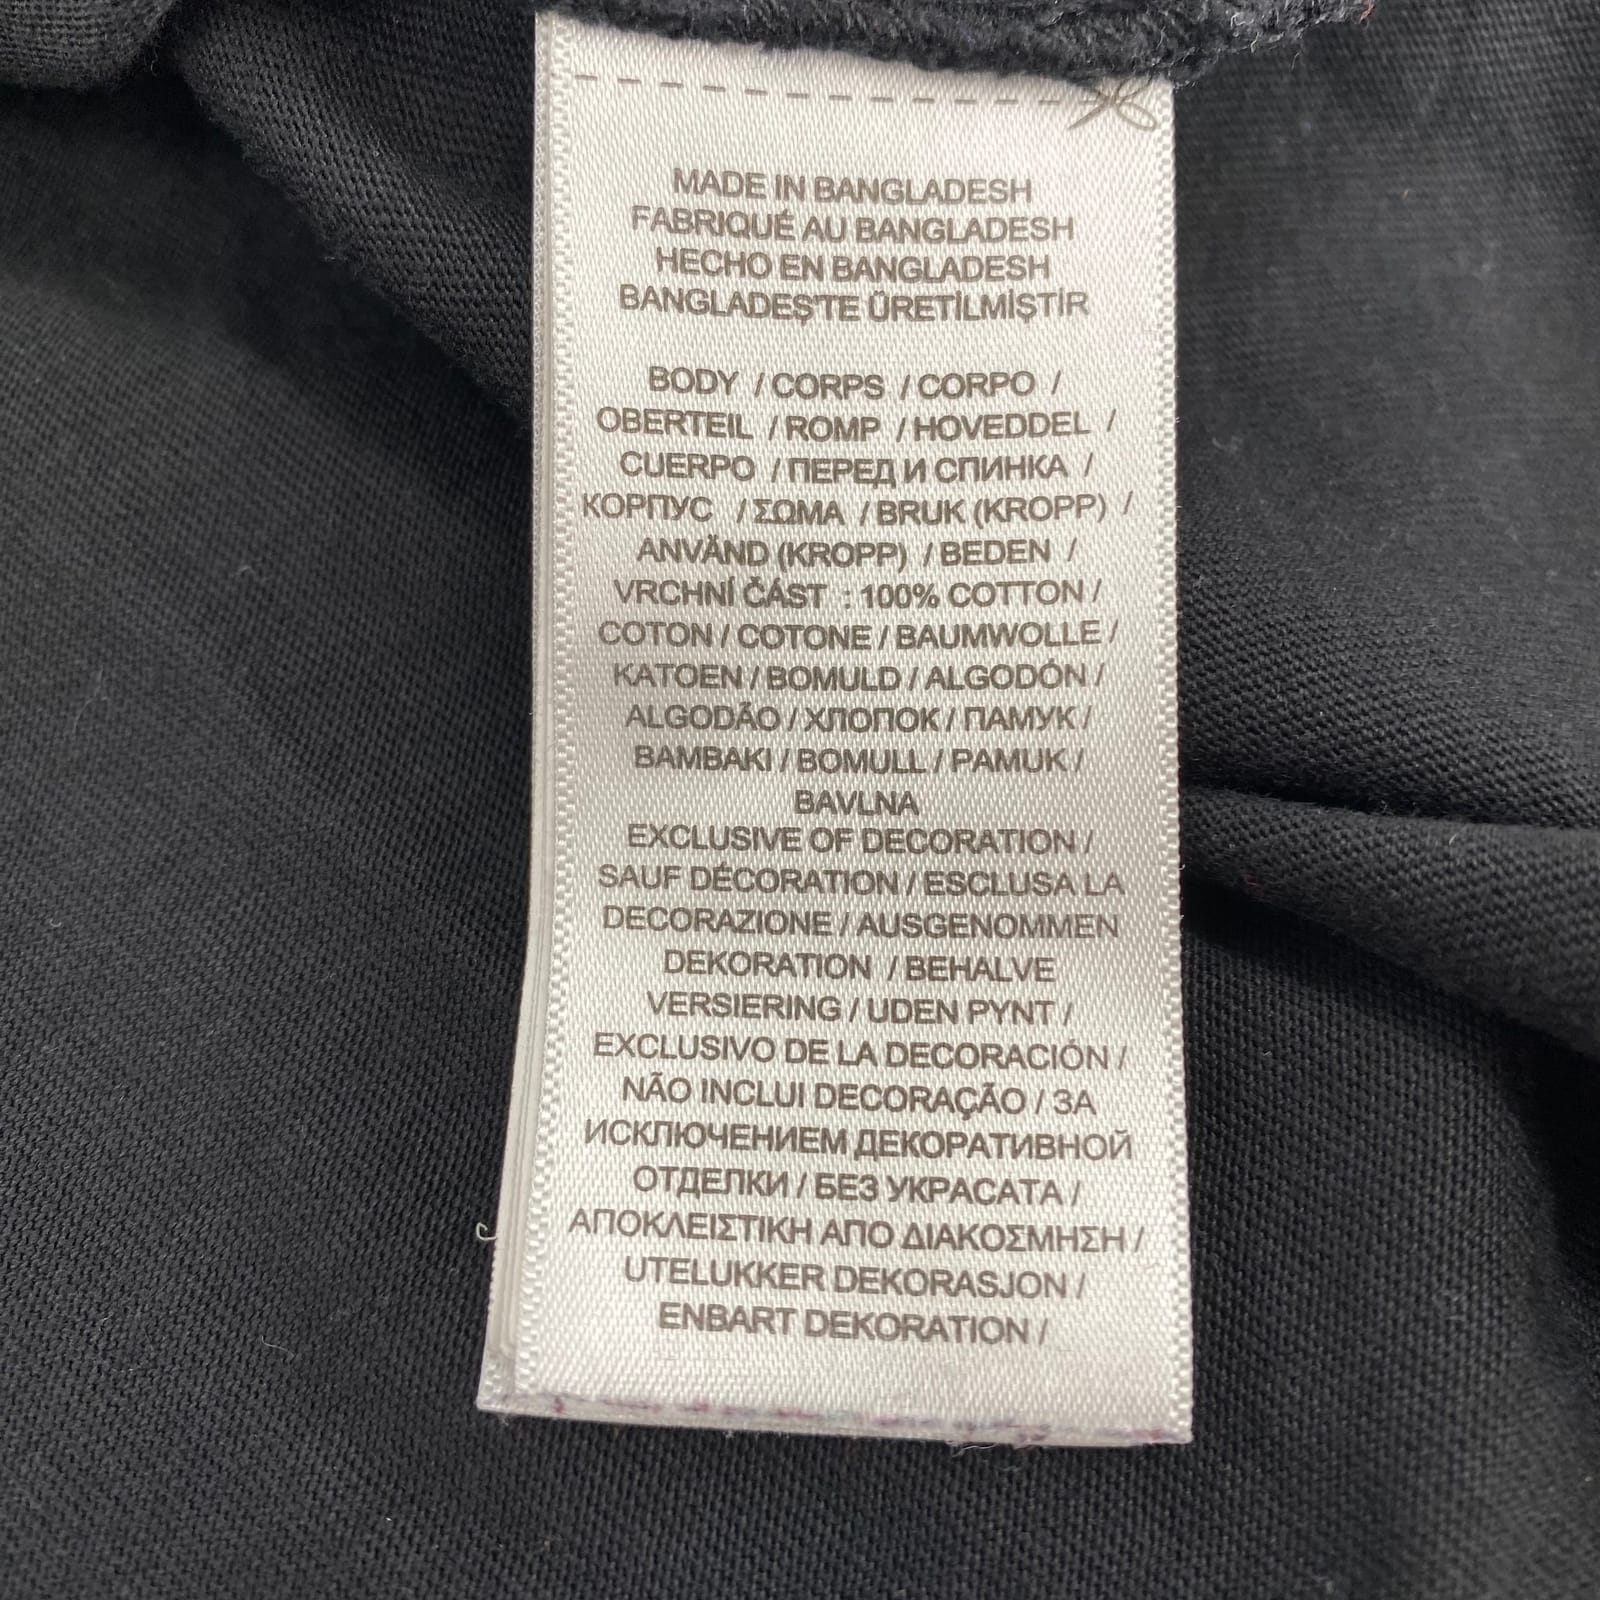 MADE IN BANGLADESH
FABRIQUÉ AU BANGLADESH
HECHO EN BANGLADESH
BANGLADEŞ'TE ÜRETİLMİŞTİR
BODY / CORPS / CORPO /
OBERTEIL / ROMP / HOVEDDEL /
CUERPO / ПЕРЕД И СПИНКА /
КОРПУС / ΣΩΜΑ / BRUK (KROPP) /
ANVÄND (KROPP) / BEDEN /
VRCHNÍ ČÁST : 100% COTTON /
COTON / COTONE / BAUMWOLLE /
KATOEN / BOMULD / ALGODÓN /
ALGODÃO / ХЛОПОК / ПАМУК /
BAMBAKI / BOMULL / PAMUK /
BAVLNA
EXCLUSIVE OF DECORATION /
SAUF DÉCORATION / ESCLUSA LA
DECORAZIONE / AUSGENOMMEN
DEKORATION / BEHALVE
VERSIERING / UDEN PYNT /
EXCLUSIVO DE LA DECORACIÓN /
NÃO INCLUI DECORAÇÃO / ЗА
ИСКЛЮЧЕНИЕМ ДЕКОРАТИВНОЙ
ОТДЕЛКИ / БЕЗ УКРАСАТА /
ΑΠΟΚΛΕΙΣΤΙΚΗ ΑΠΟ ΔΙΑΚΟΣΜΗΣΗ /
UTELUKKER DEKORASJON /
ENBART DEKORATION /